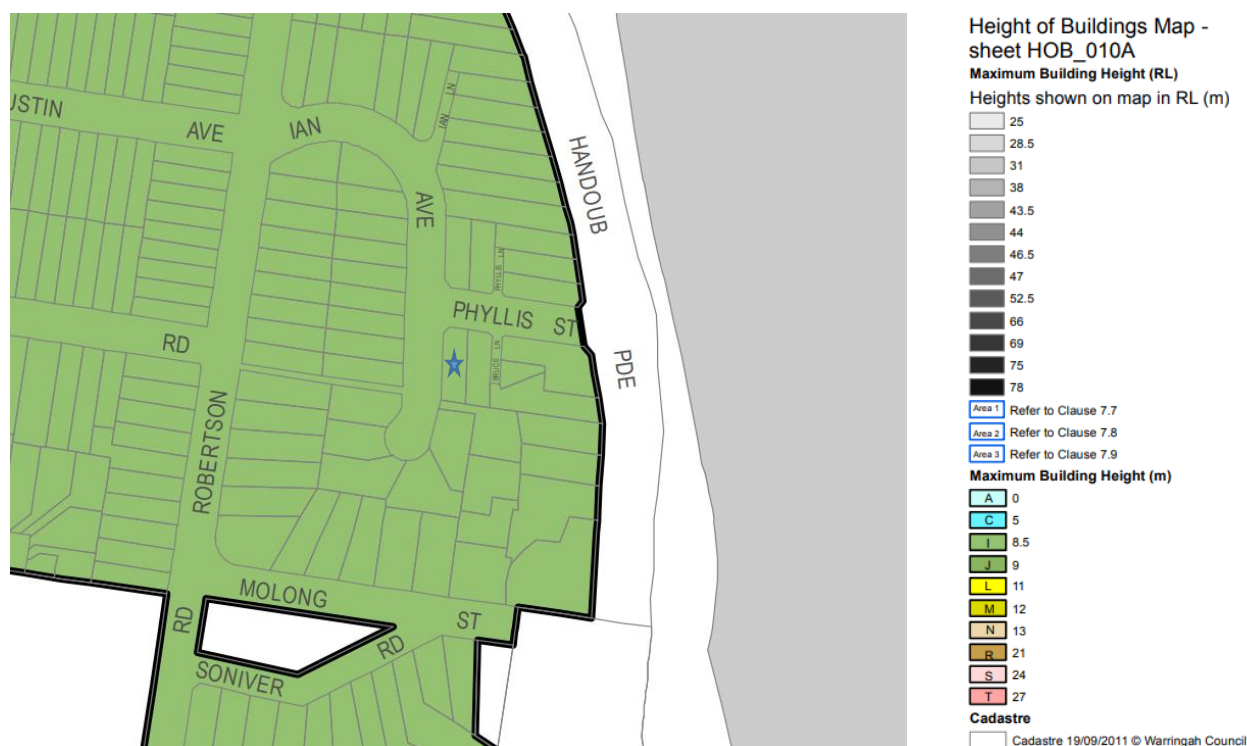 USTIN
AVE
IAN
IAN LN
HANDOUB
AVE
PHYLLIS LN
PHYLLIS ST
RD
BRUCE LN
PDE
ROBERTSON
MOLONG
ST
RD
RD
SONIVER
Height of Buildings Map -
sheet HOB_010A
Maximum Building Height (RL)
Heights shown on map in RL (m)
25
28.5
31
38
43.5
44
46.5
47
52.5
66
69
75
78
Area 1 Refer to Clause 7.7
Area 2 Refer to Clause 7.8
Area 3 Refer to Clause 7.9
Maximum Building Height (m)
A 0
C 5
I 8.5
J 9
L 11
M 12
N 13
R 21
S 24
T 27
Cadastre
Cadastre 19/09/2011 © Warringah Council